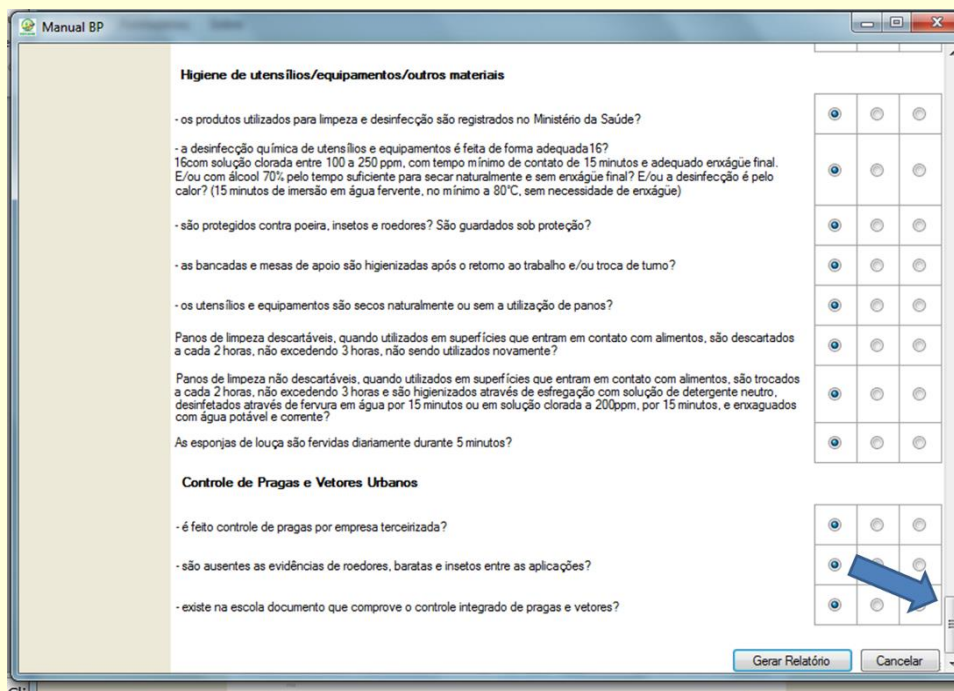 Manual BP
Higiene de utensílios/equipamentos/outros materiais
- os produtos utilizados para limpeza e desinfecção são registrados no Ministério da Saúde?
- a desinfecção química de utensílios e equipamentos é feita de forma adequada16?
16com solução clorada entre 100 a 250 ppm, com tempo mínimo de contato de 15 minutos e adequado enxágüe final.
E/ou com álcool 70% pelo tempo suficiente para secar naturalmente e sem enxágüe final? E/ou a desinfecção é pelo
calor? (15 minutos de imersão em água fervente, no mínimo a 80°C, sem necessidade de enxágüe)
- são protegidos contra poeira, insetos e roedores? São guardados sob proteção?
- as bancadas e mesas de apoio são higienizadas após o retorno ao trabalho e/ou troca de turno?
- os utensílios e equipamentos são secos naturalmente ou sem a utilização de panos?
Panos de limpeza descartáveis, quando utilizados em superfícies que entram em contato com alimentos, são descartados
a cada 2 horas, não excedendo 3 horas, não sendo utilizados novamente?
Panos de limpeza não descartáveis, quando utilizados em superfícies que entram em contato com alimentos, são trocados
a cada 2 horas, não excedendo 3 horas e são higienizados através de esfregação com solução de detergente neutro,
desinfetados através de fervura em água por 15 minutos ou em solução clorada a 200ppm, por 15 minutos, e enxaguados
com água potável e corrente?
As esponjas de louça são fervidas diariamente durante 5 minutos?
Controle de Pragas e Vetores Urbanos
- é feito controle de pragas por empresa terceirizada?
- são ausentes as evidências de roedores, baratas e insetos entre as aplicações?
- existe na escola documento que comprove o controle integrado de pragas e vetores?
Gerar Relatório
Cancelar